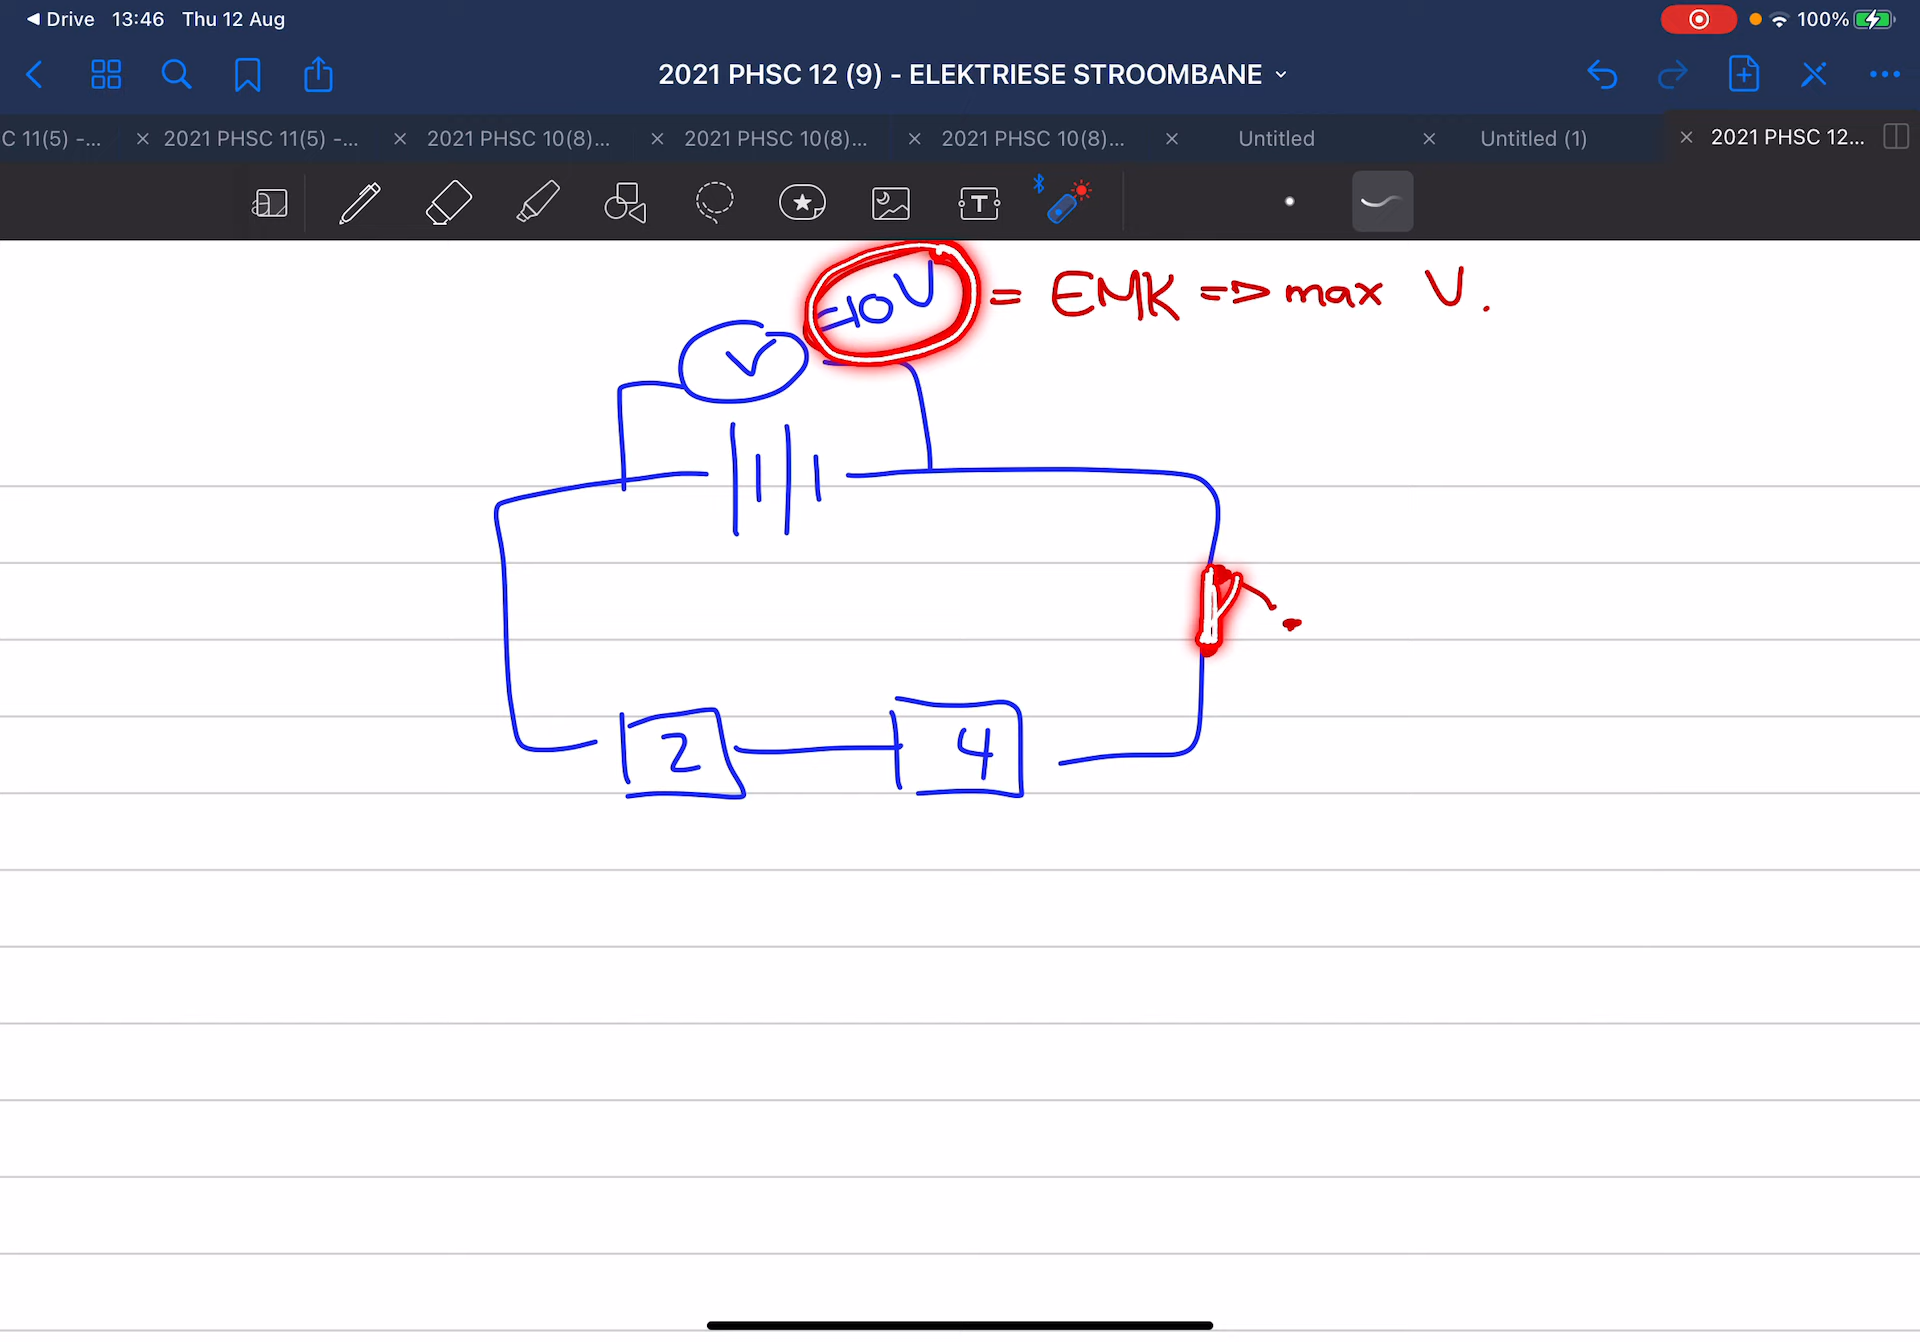 Drive 13:46 Thu 12 Aug 100%
2021 PHSC 12 (9) - ELEKTRIESE STROOMBANE
C 11(5) -... 2021 PHSC 11(5) -... 2021 PHSC 10(8)... 2021 PHSC 10(8)... 2021 PHSC 10(8)... Untitled Untitled (1) 2021 PHSC 12...
T
=10V = EMK => max V.
V
2 4